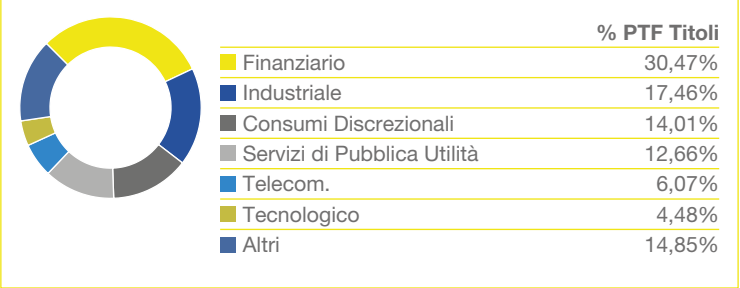 % PTF Titoli
Finanziario 30,47%
Industriale 17,46%
Consumi Discrezionali 14,01%
Servizi di Pubblica Utilità 12,66%
Telecom. 6,07%
Tecnologico 4,48%
Altri 14,85%